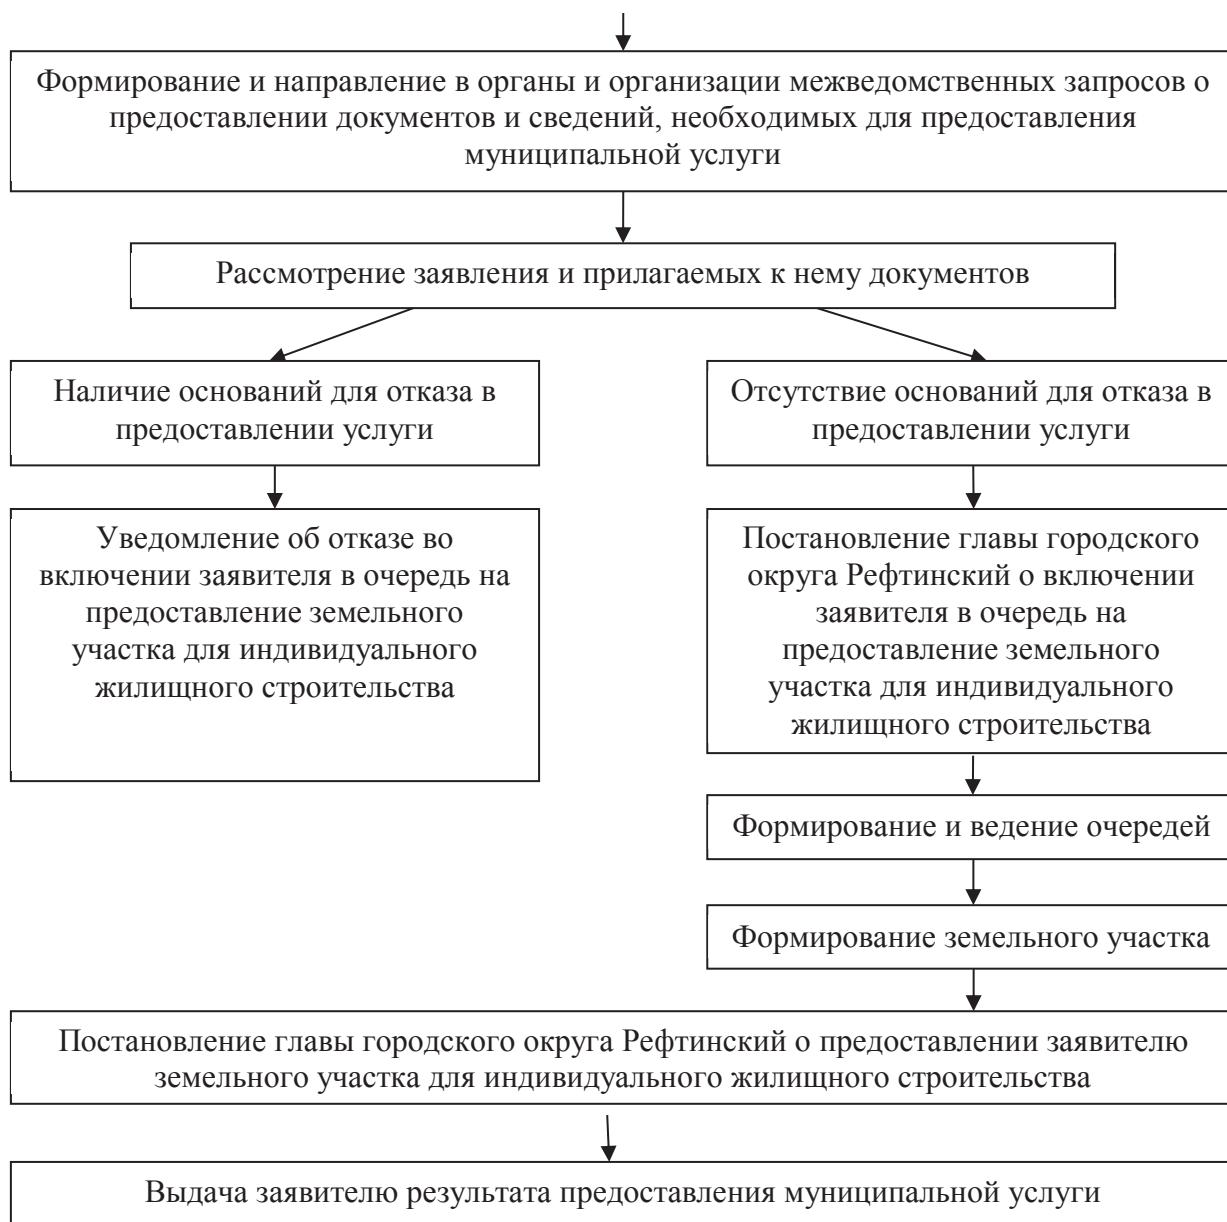 Формирование и направление в органы и организации межведомственных запросов о
предоставлении документов и сведений, необходимых для предоставления
муниципальной услуги
Рассмотрение заявления и прилагаемых к нему документов
Наличие оснований для отказа в
предоставлении услуги
Отсутствие оснований для отказа в
предоставлении услуги
Уведомление об отказе во
включении заявителя в очередь на
предоставление земельного
участка для индивидуального
жилищного строительства
Постановление главы городского
округа Рефтинский о включении
заявителя в очередь на
предоставление земельного
участка для индивидуального
жилищного строительства
Формирование и ведение очередей
Формирование земельного участка
Постановление главы городского округа Рефтинский о предоставлении заявителю
земельного участка для индивидуального жилищного строительства
Выдача заявителю результата предоставления муниципальной услуги